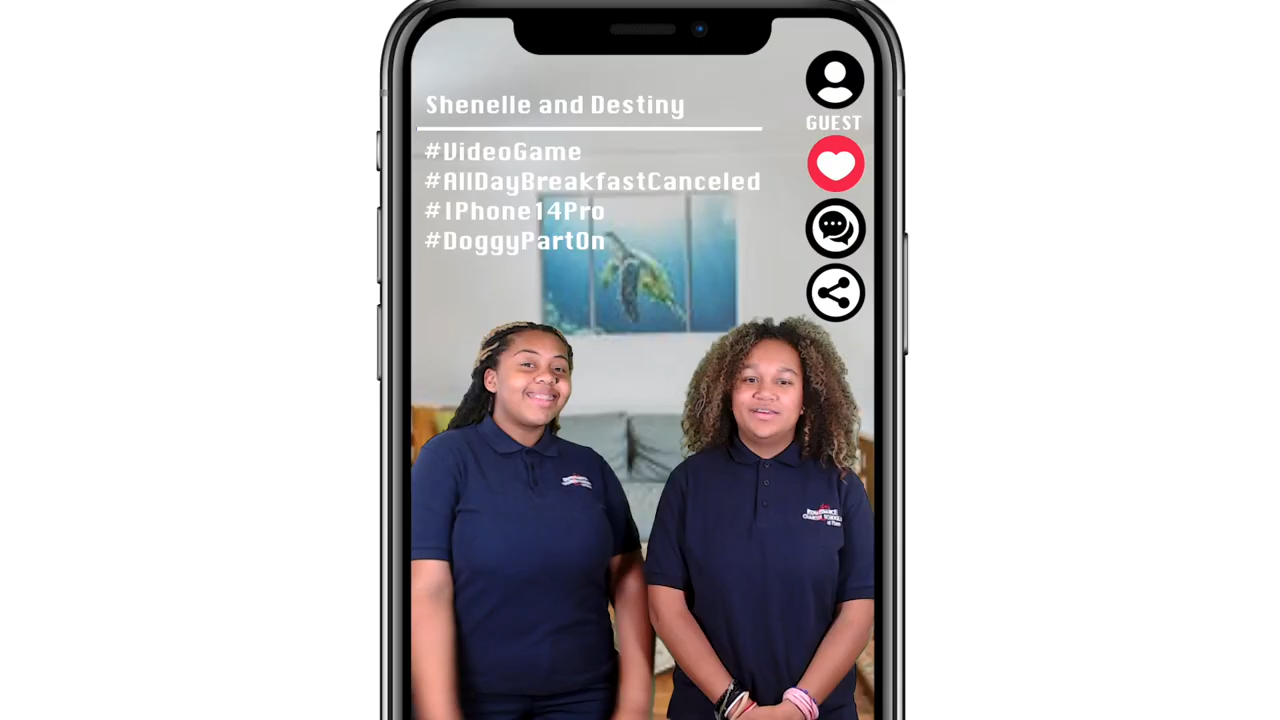 Shenelle and Destiny
GUEST
#VideoGame
#AllDayBreakfastCanceled
#IPhone14Pro
#DoggyPartOn